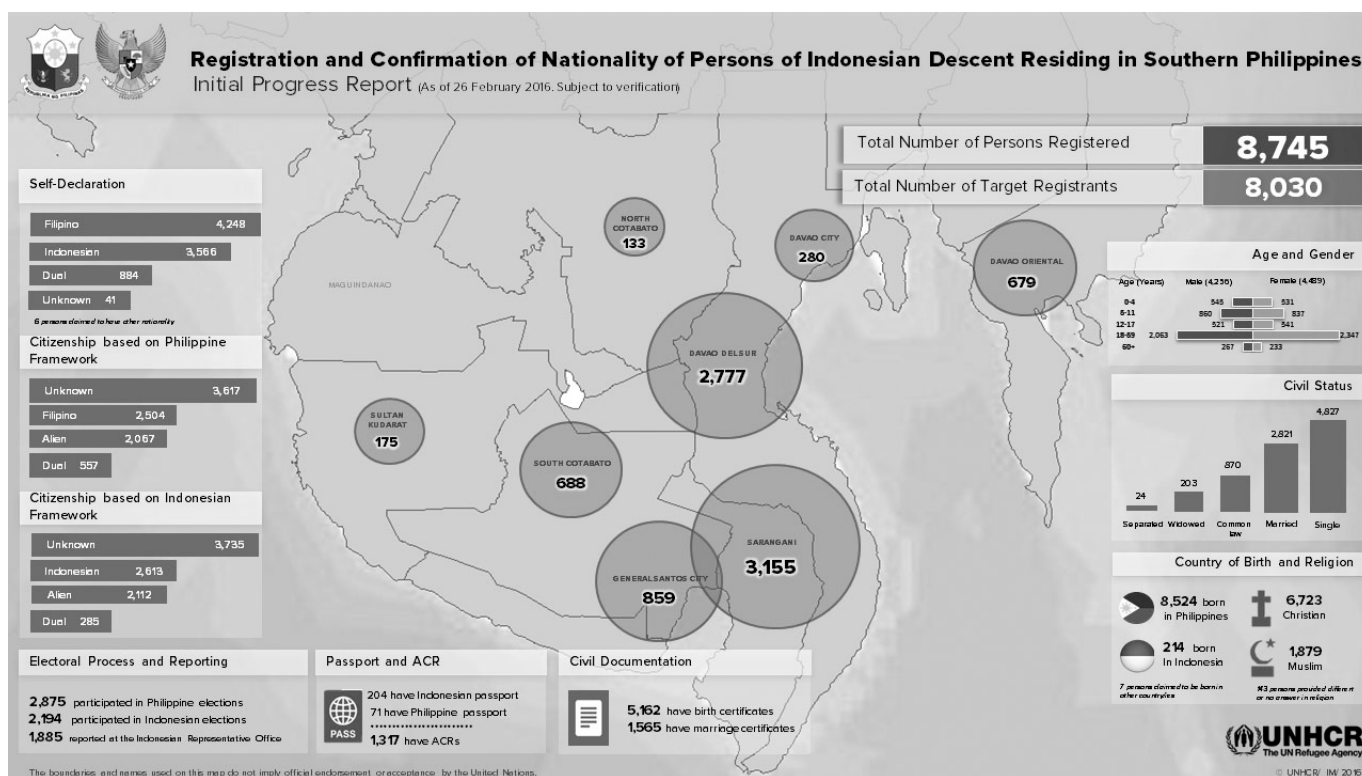 Registration and Confirmation of Nationality of Persons of Indonesian Descent Residing in Southern Philippines
Initial Progress Report (As of 26 February 2016. Subject to verification)
Total Number of Persons Registered 8,745
Total Number of Target Registrants 8,030
Self-Declaration
Filipino 4,248
Indonesian 3,566
Dual 884
Unknown 41
6 persons claimed to have other nationality
Citizenship based on Philippine
Framework
Unknown 3,617
Filipino 2,504
Alien 2,067
Dual 557
Citizenship based on Indonesian
Framework
Unknown 3,735
Indonesian 2,613
Alien 2,112
Dual 285
MAGUINDANAO
NORTH
COTABATO
133
DAVAO CITY
280
DAVAO ORIENTAL
679
DAVAO DELSUR
2,777
SULTAN
KUDARAT
175
SOUTH COTABATO
688
SARANGANI
3,155
GENERALSANTOS CITY
859
Age and Gender
Age (Years) Male (4,256) Female (4,489)
0-4 545 531
5-11 860 837
12-17 521 541
18-59 2,063 2,347
60+ 267 233
Civil Status
24 203 870 2,821 4,827
Separated Widowed Common Married Single
law
Country of Birth and Religion
8,524 born
in Philippines
6,723
Christian
214 born
In Indonesia
1,879
Muslim
7 persons claimed to be born in
other countries
143 persons provided different
or no answer in religion
Electoral Process and Reporting
2,875 participated in Philippine elections
2,194 participated in Indonesian elections
1,885 reported at the Indonesian Representative Office
Passport and ACR
PASS
204 have Indonesian passport
71 have Philippine passport
1,317 have ACRs
Civil Documentation
5,162 have birth certificates
1,565 have marriage certificates
UNHCR
The UN Refugee Agency
The boundaries and names used on this map do not imply official endorsement or acceptance by the United Nations.
© UNHCR/ IM/ 2016